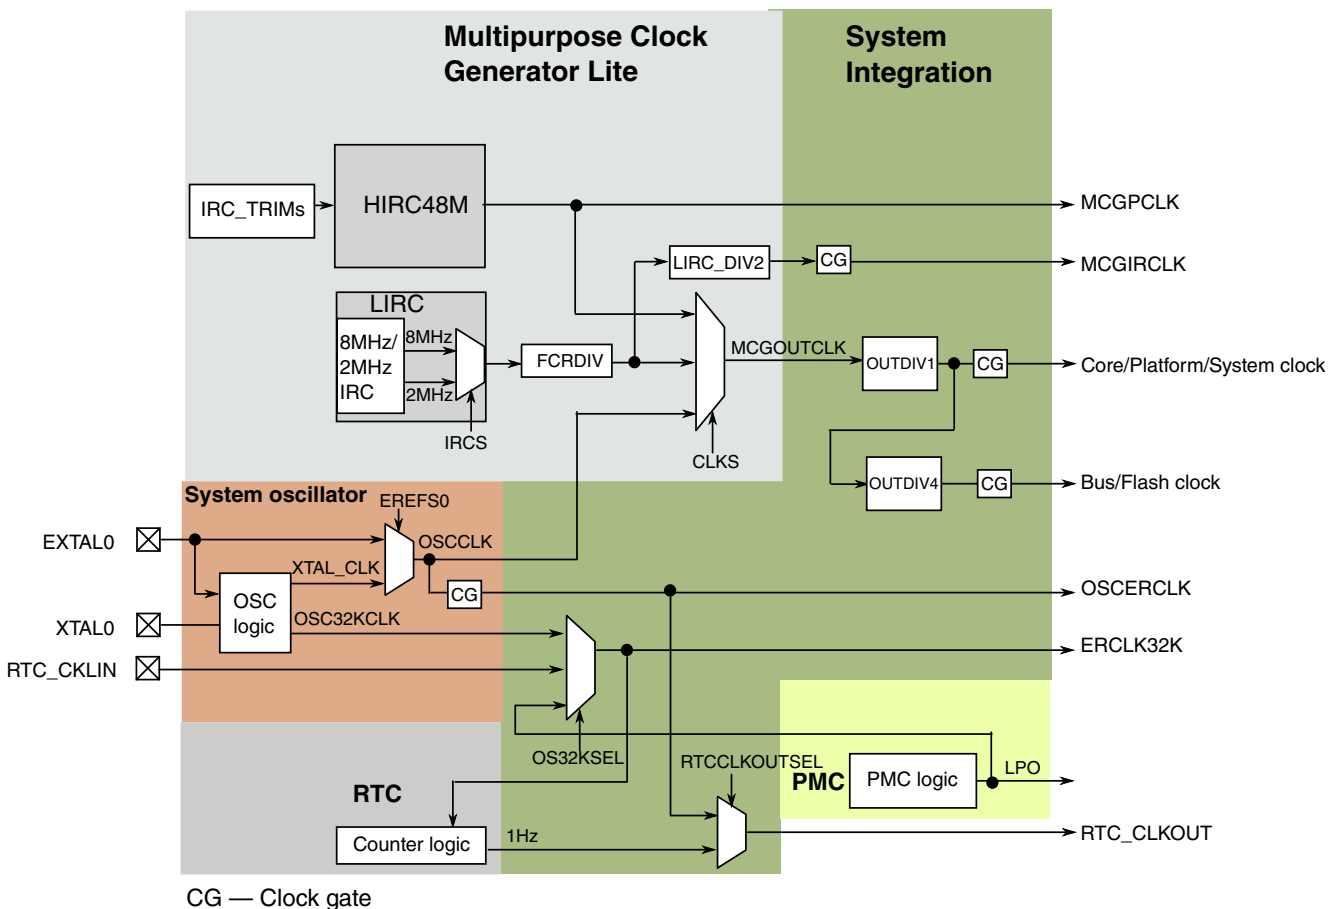 Multipurpose Clock
Generator Lite
System
Integration
IRC_TRIMs
HIRC48M
MCGPCLK
LIRC_DIV2
CG
MCGIRCLK
LIRC
8MHz/
2MHz
IRC
8MHz
2MHz
IRCS
FCRDIV
MCGOUTCLK
CLKS
OUTDIV1
CG
Core/Platform/System clock
OUTDIV4
CG
Bus/Flash clock
System oscillator
EREFS0
EXTAL0
OSCCLK
XTAL_CLK
OSC
logic
CG
OSCERCLK
XTAL0
OSC32KCLK
ERCLK32K
RTC_CKLIN
OS32KSEL
RTCCLKOUTSEL
PMC
PMC logic
LPO
RTC
Counter logic
1Hz
RTC_CLKOUT
CG — Clock gate